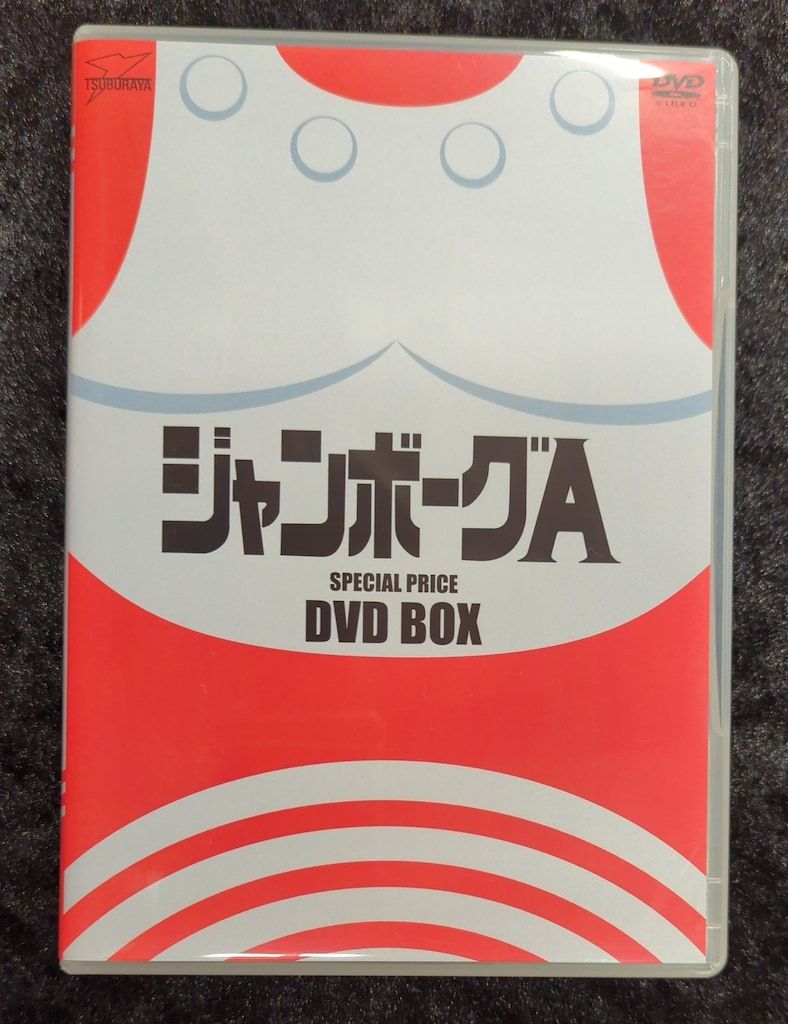 TSUBURAYA
DVD
VIDEO
ジャンボーグA
SPECIAL PRICE
DVD BOX